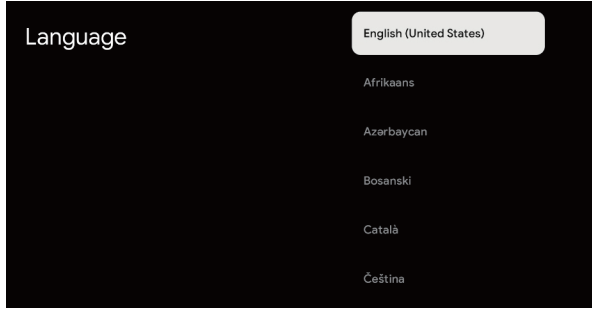 Language
English (United States)
Afrikaans
Azərbaycan
Bosanski
Català
Čeština